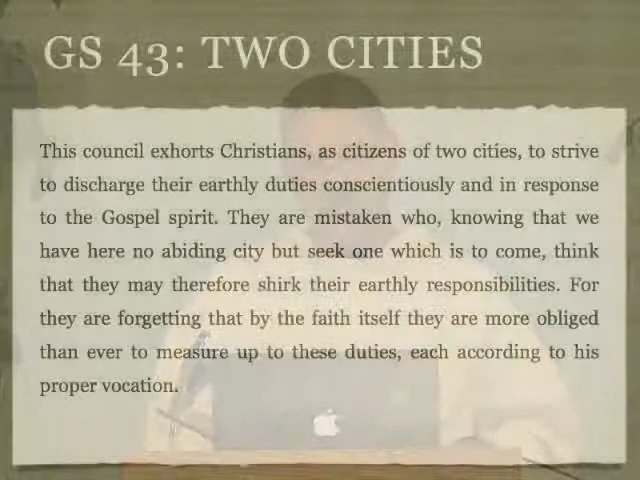 GS 43: TWO CITIES
This council exhorts Christians, as citizens of two cities, to strive
to discharge their earthly duties conscientiously and in response
to the Gospel spirit. They are mistaken who, knowing that we
have here no abiding city but seek one which is to come, think
that they may therefore shirk their earthly responsibilities. For
they are forgetting that by the faith itself they are more obliged
than ever to measure up to these duties, each according to his
proper vocation.